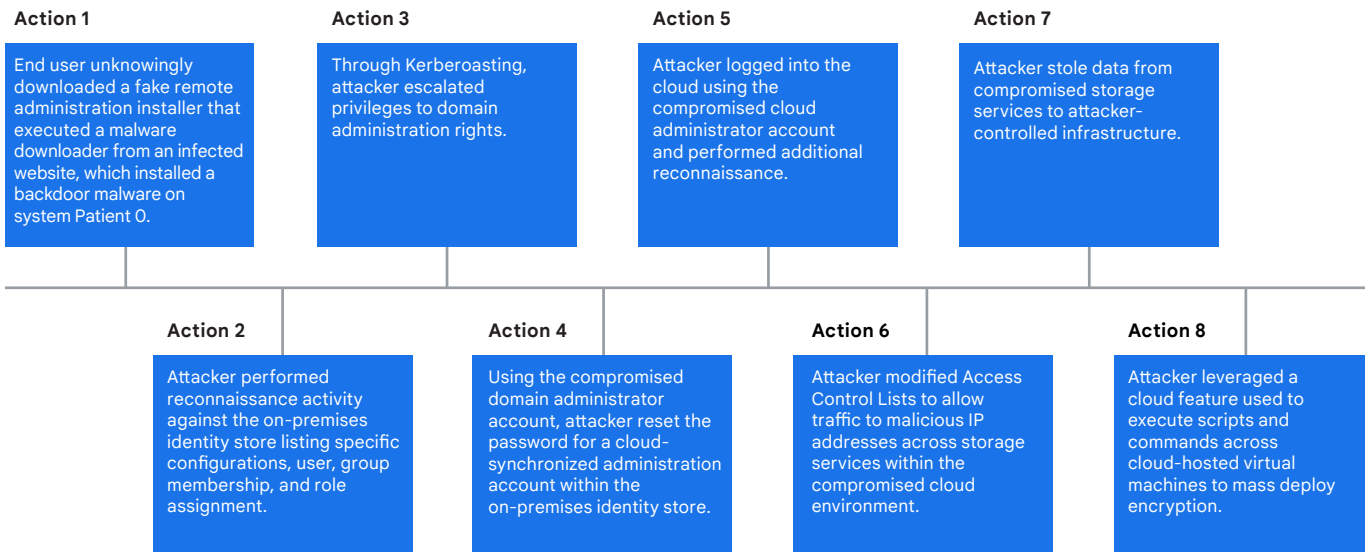 Action 1
End user unknowingly
downloaded a fake remote
administration installer that
executed a malware
downloader from an infected
website, which installed a
backdoor malware on
system Patient 0.
Action 2
Attacker performed
reconnaissance activity
against the on-premises
identity store listing specific
configurations, user, group
membership, and role
assignment.
Action 3
Through Kerberoasting,
attacker escalated
privileges to domain
administration rights.
Action 4
Using the compromised
domain administrator
account, attacker reset the
password for a cloud-
synchronized administration
account within the
on-premises identity store.
Action 5
Attacker logged into the
cloud using the
compromised cloud
administrator account
and performed additional
reconnaissance.
Action 6
Attacker modified Access
Control Lists to allow
traffic to malicious IP
addresses across storage
services within the
compromised cloud
environment.
Action 7
Attacker stole data from
compromised storage
services to attacker-
controlled infrastructure.
Action 8
Attacker leveraged a
cloud feature used to
execute scripts and
commands across
cloud-hosted virtual
machines to mass deploy
encryption.